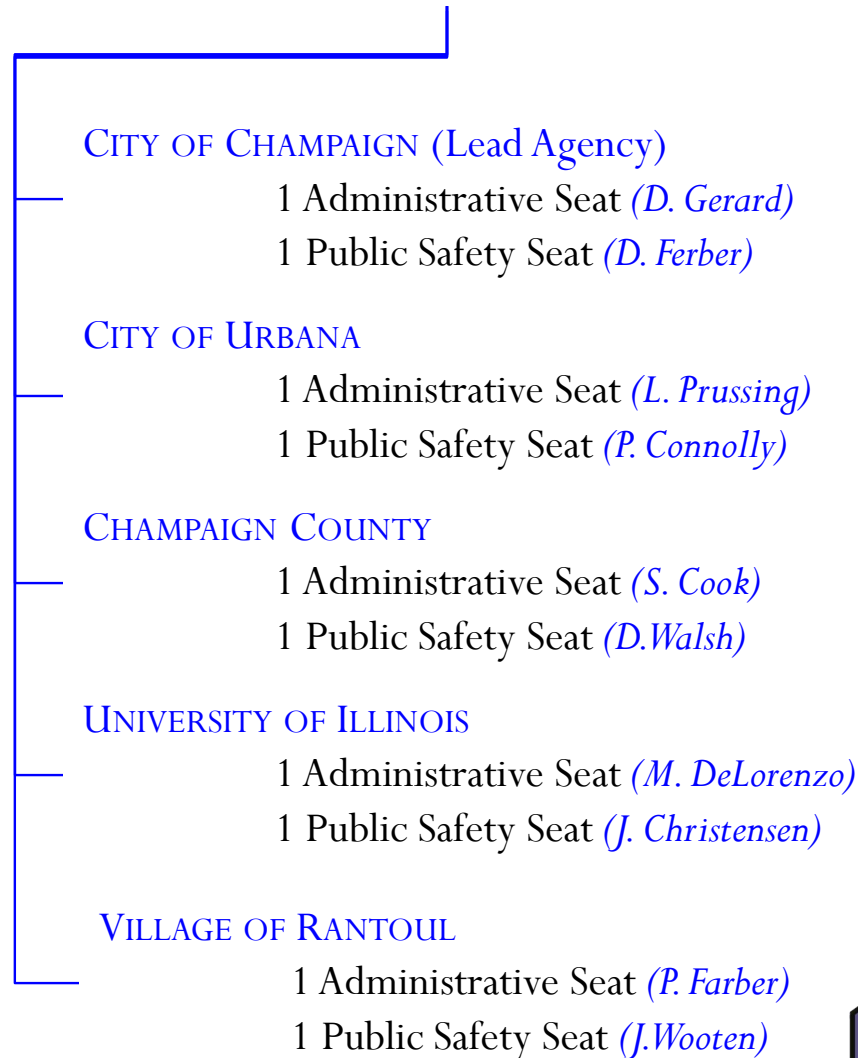 CITY OF CHAMPAIGN (Lead Agency)
1 Administrative Seat (D. Gerard)
1 Public Safety Seat (D. Ferber)
CITY OF URBANA
1 Administrative Seat (L. Prussing)
1 Public Safety Seat (P. Connolly)
CHAMPAIGN COUNTY
1 Administrative Seat (S. Cook)
1 Public Safety Seat (D.Walsh)
UNIVERSITY OF ILLINOIS
1 Administrative Seat (M. DeLorenzo)
1 Public Safety Seat (J. Christensen)
VILLAGE OF RANTOUL
1 Administrative Seat (P. Farber)
1 Public Safety Seat (J.Wooten)